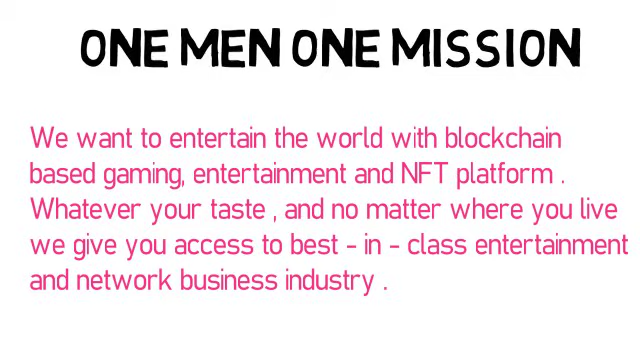 ONE MEN ONE MISSION
We want to entertain the world with blockchain
based gaming, entertainment and NFT platform .
Whatever your taste , and no matter where you live
we give you access to best - in - class entertainment
and network business industry .